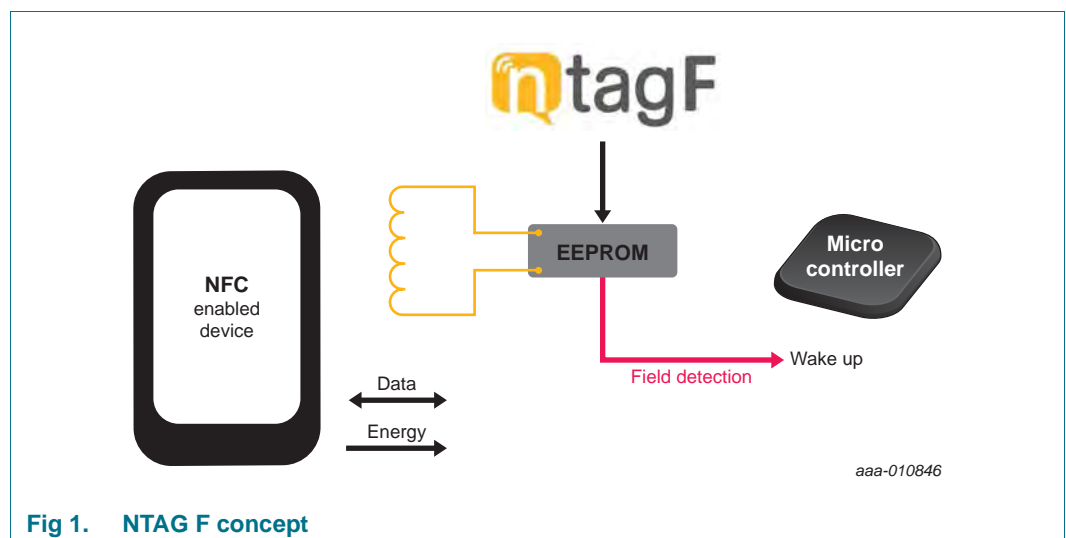 ntagF
EEPROM
Micro
controller
NFC
enabled
device
Wake up
Field detection
Data
Energy
aaa-010846
Fig 1. NTAG F concept